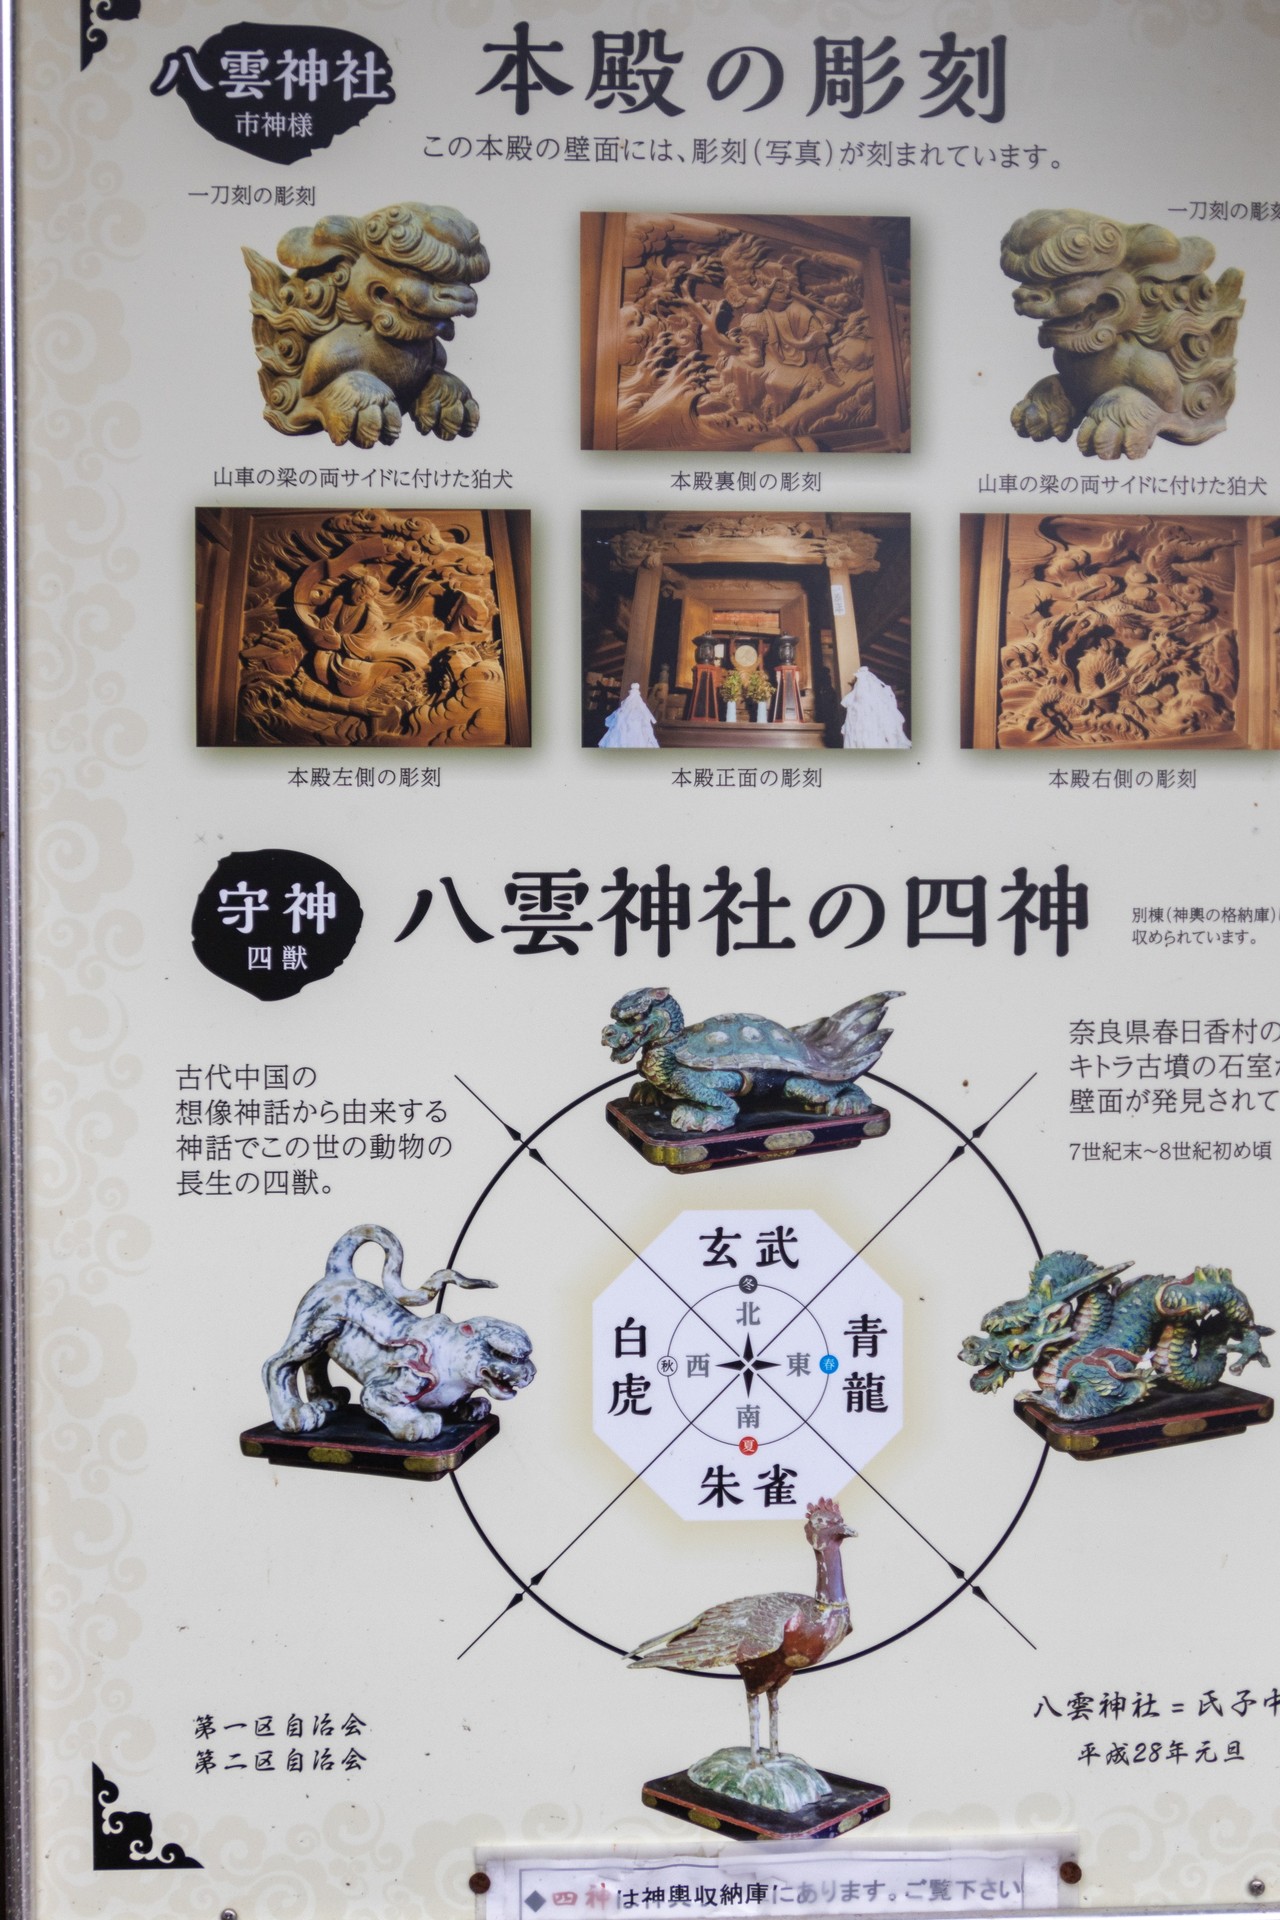 八雲神社
市神様
本殿の彫刻
この本殿の壁面には、彫刻(写真)が刻まれています。
一刀刻の彫刻
一刀刻の彫刻
山車の梁の両サイドに付けた狛犬
本殿裏側の彫刻
山車の梁の両サイドに付けた狛犬
本殿左側の彫刻
本殿正面の彫刻
本殿右側の彫刻
守神
四獣
八雲神社の四神
別棟(神輿の格納庫)
収められています。
古代中国の
想像神話から由来する
神話でこの世の動物の
長生の四獣。
奈良県春日香村の
キトラ古墳の石室
壁面が発見されて
7世紀末~8世紀初め頃
玄武
冬
北
白虎
秋
西
東
春
青龍
南
夏
朱雀
第一区自治会
第二区自治会
八雲神社=氏子中
平成28年元旦
◆四神は神輿収納庫にあります。ご覧下さい